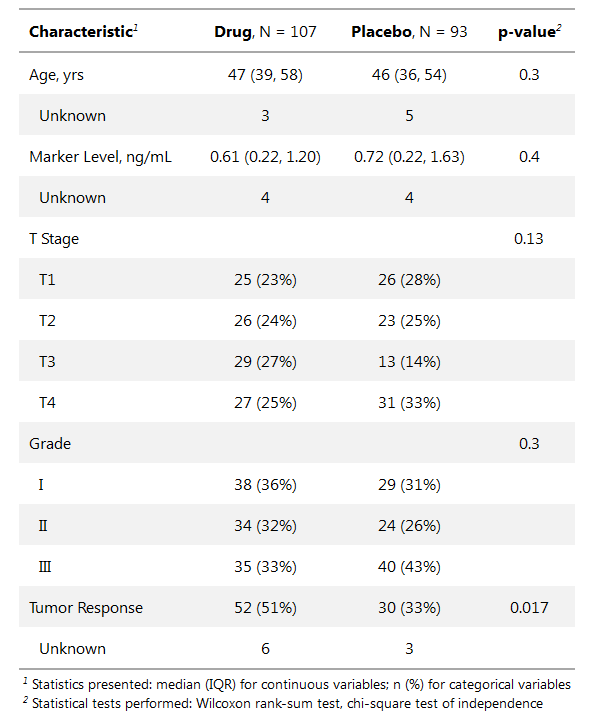 Characteristic¹ Drug, N = 107 Placebo, N = 93 p-value²
Age, yrs 47 (39, 58) 46 (36, 54) 0.3
Unknown 3 5
Marker Level, ng/mL 0.61 (0.22, 1.20) 0.72 (0.22, 1.63) 0.4
Unknown 4 4
T Stage 0.13
T1 25 (23%) 26 (28%)
T2 26 (24%) 23 (25%)
T3 29 (27%) 13 (14%)
T4 27 (25%) 31 (33%)
Grade 0.3
I 38 (36%) 29 (31%)
II 34 (32%) 24 (26%)
III 35 (33%) 40 (43%)
Tumor Response 52 (51%) 30 (33%) 0.017
Unknown 6 3
¹ Statistics presented: median (IQR) for continuous variables; n (%) for categorical variables
² Statistical tests performed: Wilcoxon rank-sum test, chi-square test of independence